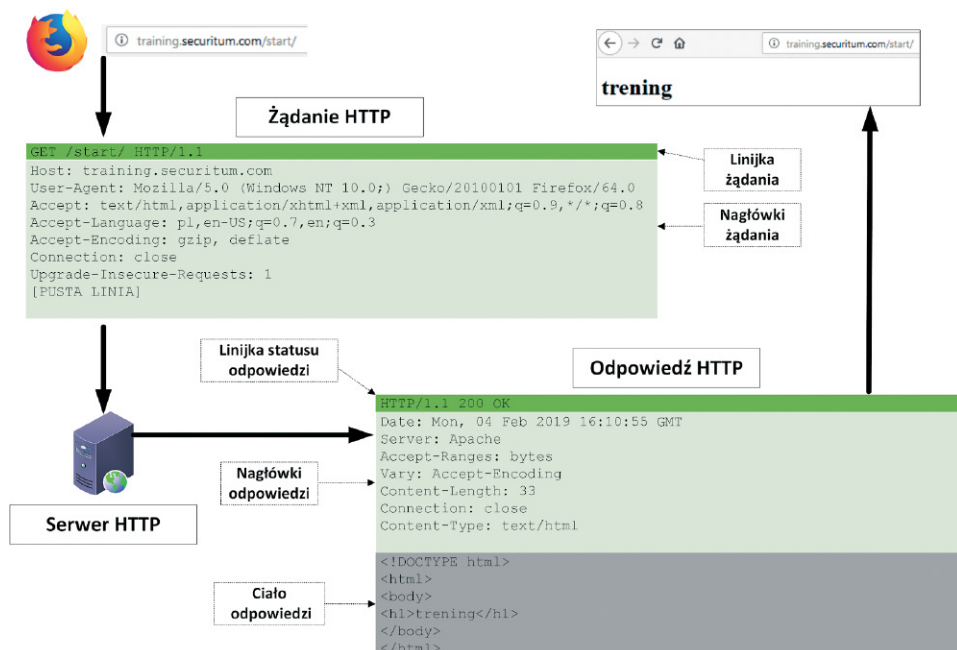 training.securitum.com/start/
Żądanie HTTP
GET /start/ HTTP/1.1
Host: training.securitum.com
User-Agent: Mozilla/5.0 (Windows NT 10.0;) Gecko/20100101 Firefox/64.0
Accept: text/html,application/xhtml+xml,application/xml;q=0.9,*/*;q=0.8
Accept-Language: pl,en-US;q=0.7,en;q=0.3
Accept-Encoding: gzip, deflate
Connection: close
Upgrade-Insecure-Requests: 1
[PUSTA LINIA]
Linijka
żądania
Nagłówki
żądania
Serwer HTTP
Odpowiedź HTTP
Linijka statusu
odpowiedzi
HTTP/1.1 200 OK
Nagłówki
odpowiedzi
Date: Mon, 04 Feb 2019 16:10:55 GMT
Server: Apache
Accept-Ranges: bytes
Vary: Accept-Encoding
Content-Length: 33
Connection: close
Content-Type: text/html
Ciało
odpowiedzi
<!DOCTYPE html>
<html>
<body>
<h1>trening</h1>
</body>
</html>
training.securitum.com/start/
trening